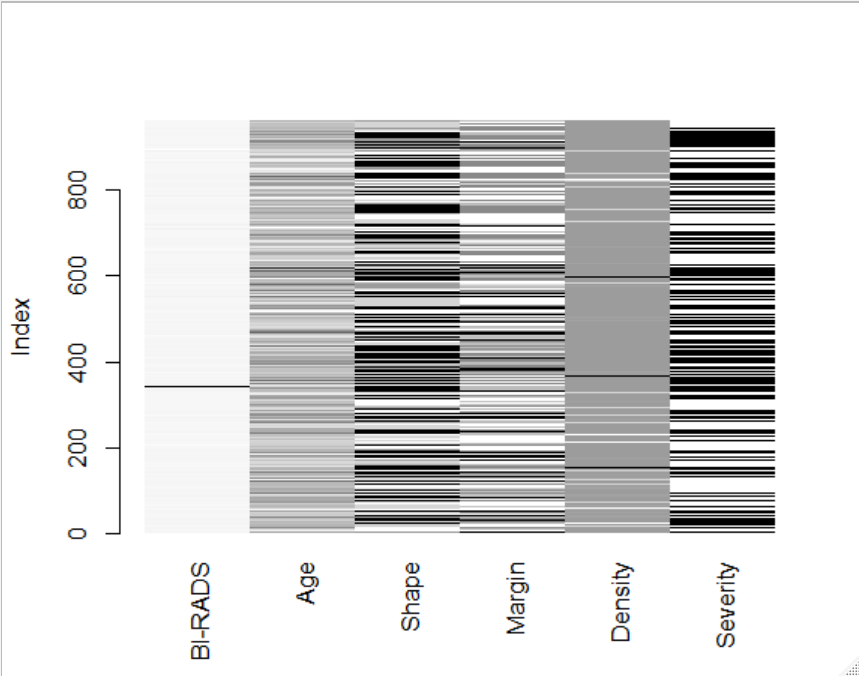 Index
800
600
400
200
0
BI-RADS
Age
Shape
Margin
Density
Severity